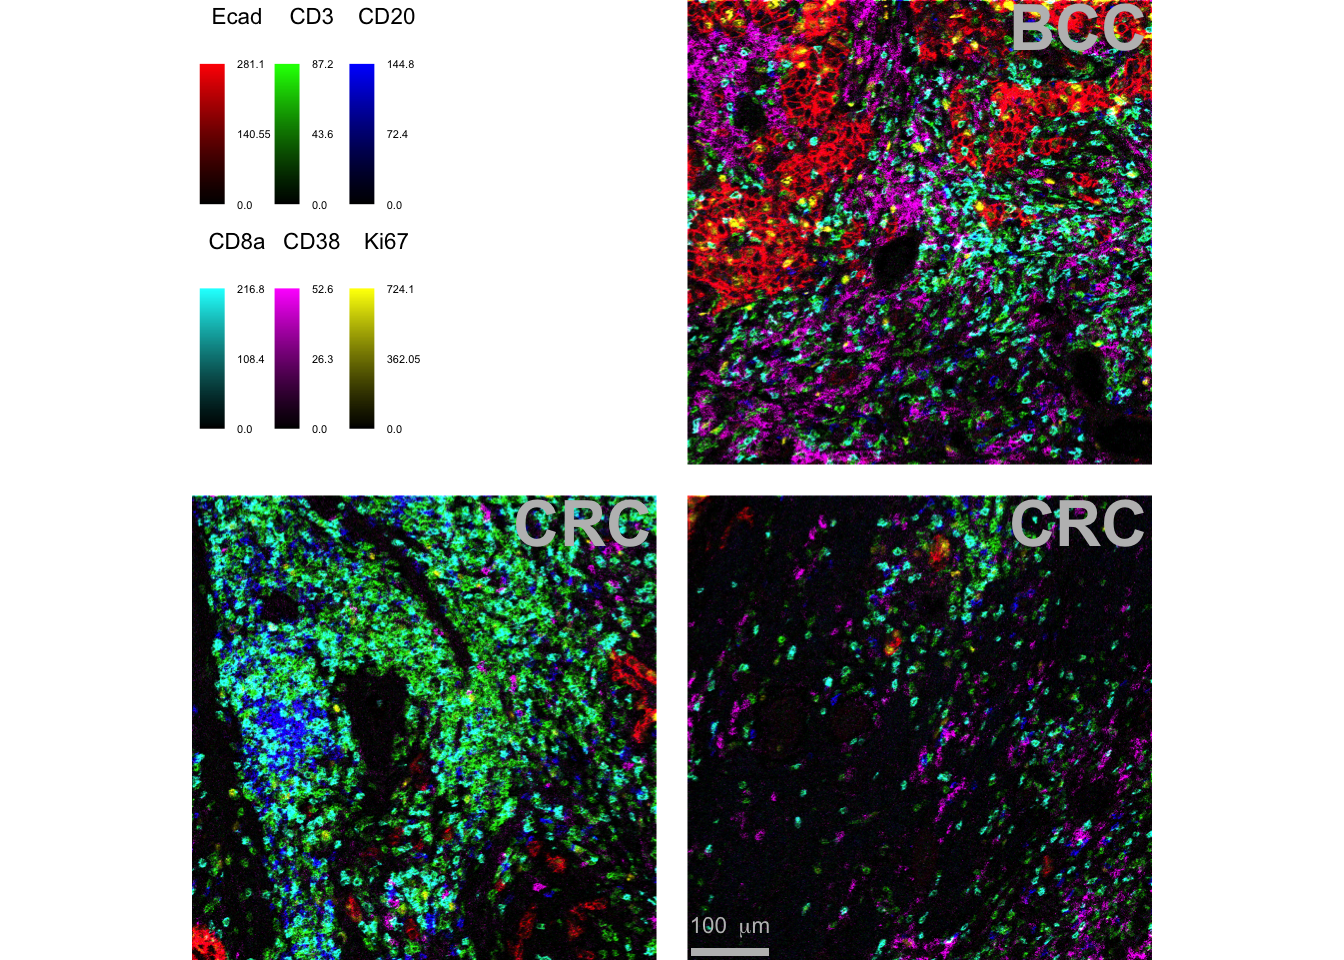 Ecad CD3 CD20
281.1 87.2 144.8
140.55 43.6 72.4
0.0 0.0 0.0
CD8a CD38 Ki67
216.8 52.6 724.1
108.4 26.3 362.05
0.0 0.0 0.0
BCC
CRC
CRC
100 μm